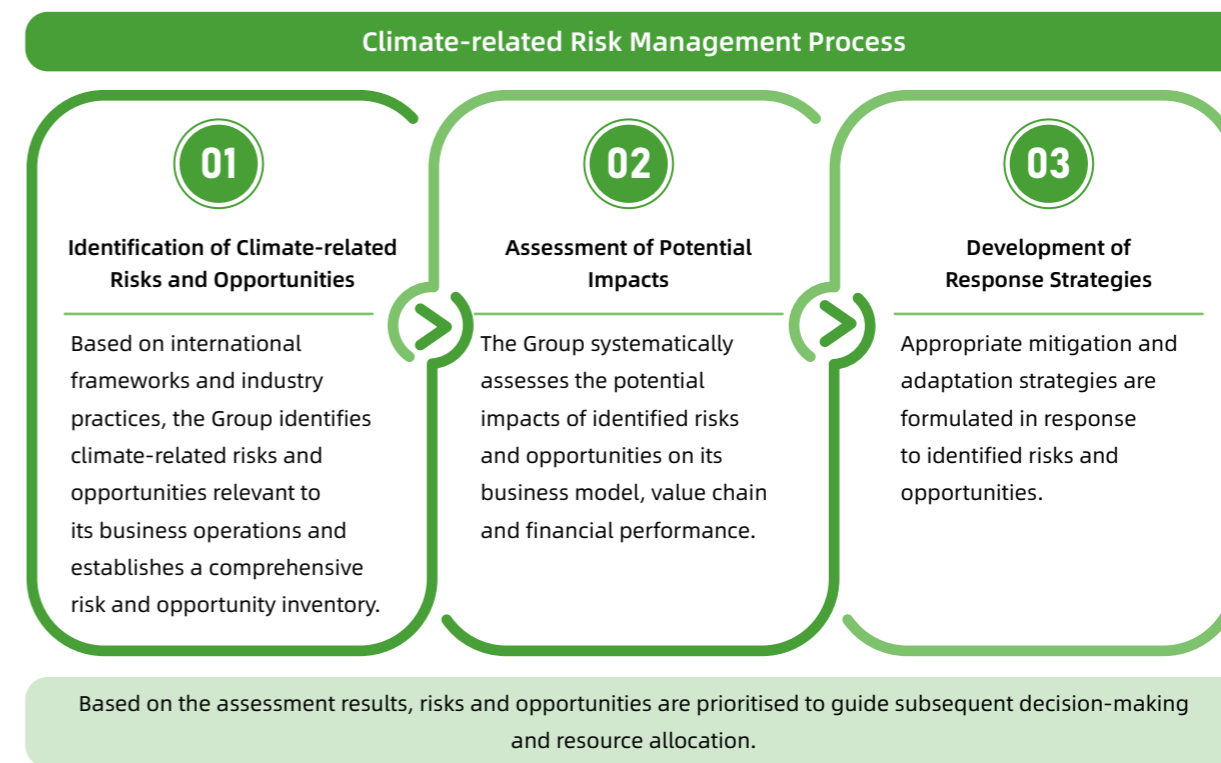 Climate-related Risk Management Process
01
Identification of Climate-related
Risks and Opportunities
Based on international
frameworks and industry
practices, the Group identifies
climate-related risks and
opportunities relevant to
its business operations and
establishes a comprehensive
risk and opportunity inventory.
02
Assessment of Potential
Impacts
The Group systematically
assesses the potential
impacts of identified risks
and opportunities on its
business model, value chain
and financial performance.
03
Development of
Response Strategies
Appropriate mitigation and
adaptation strategies are
formulated in response
to identified risks and
opportunities.
Based on the assessment results, risks and opportunities are prioritised to guide subsequent decision-making
and resource allocation.